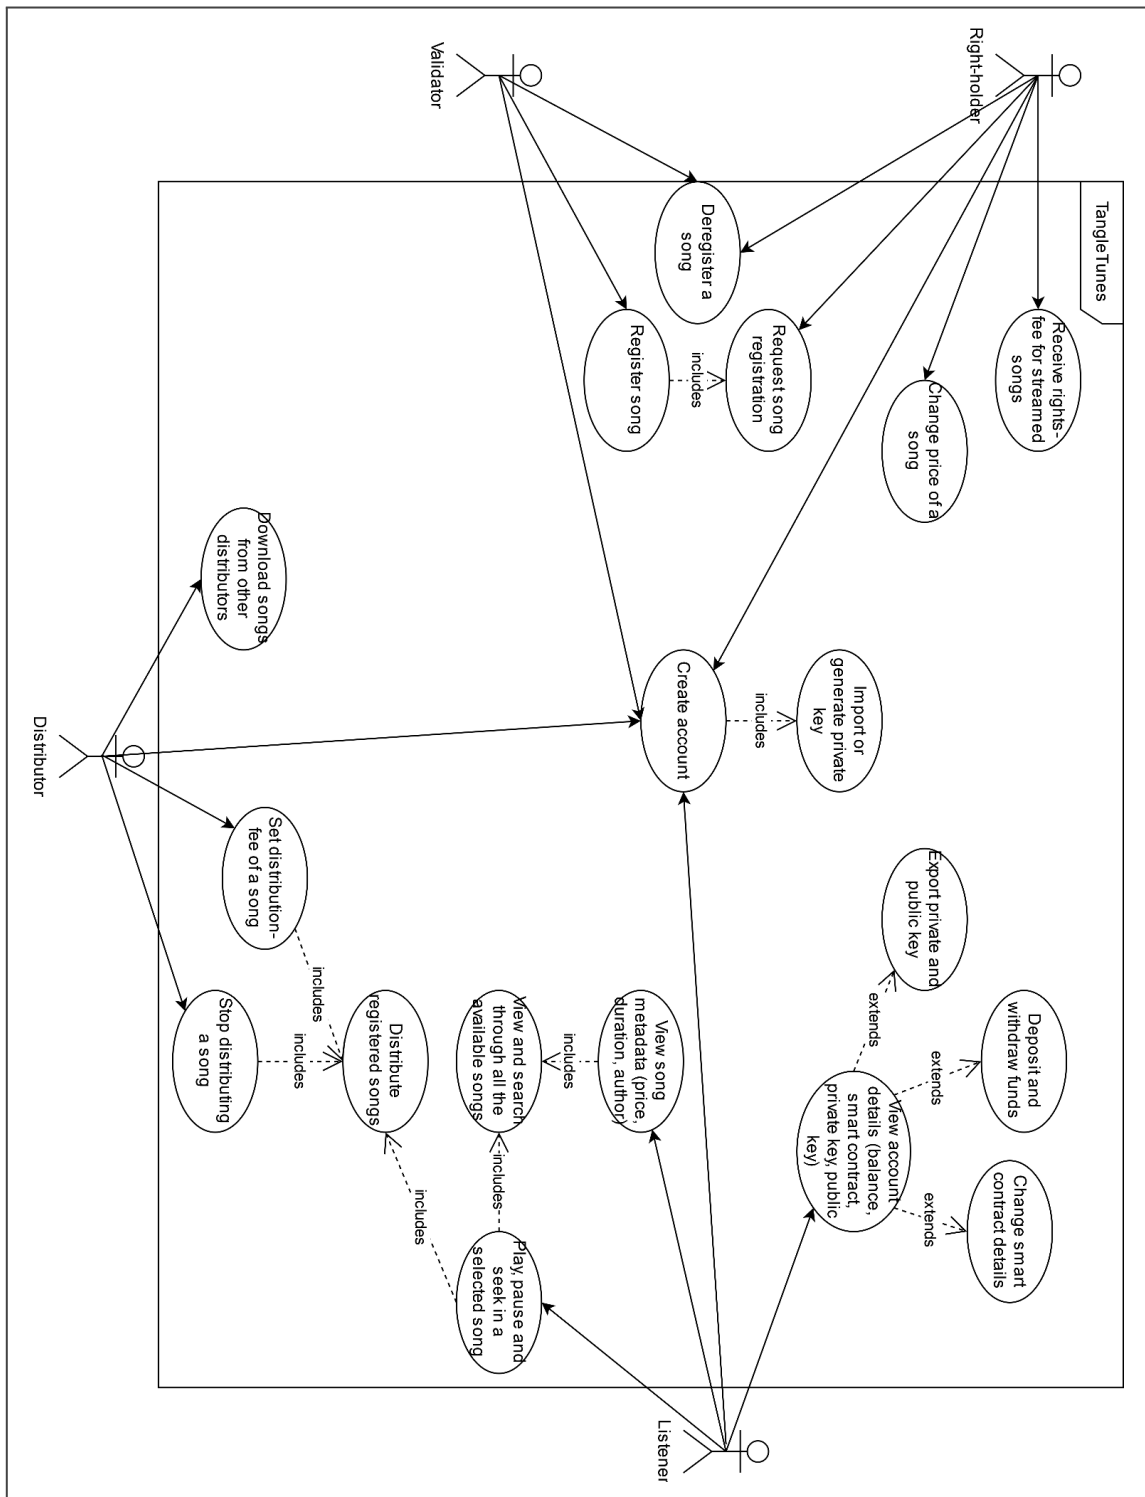 TangleTunes
Right-holder
Validator
Distributor
Listener
Receive rights-
fee for streamed
songs
Change price of a
song
Request song
registration
includes
Register song
Deregister a
song
Import or
generate private
key
includes
Create account
Download songs
from other
distributors
Set distribution-
fee of a song
includes
Stop distributing
a song
includes
Distribute
registered songs
includes
View and search
through all the
available songs
includes
View song
metadata (price,
duration, author)
includes
Play, pause and
seek in a
selected song
Export private and
public key
extends
Deposit and
withdraw funds
extends
Change smart
contract details
extends
View account
details (balance,
smart contract,
private key, public
key)